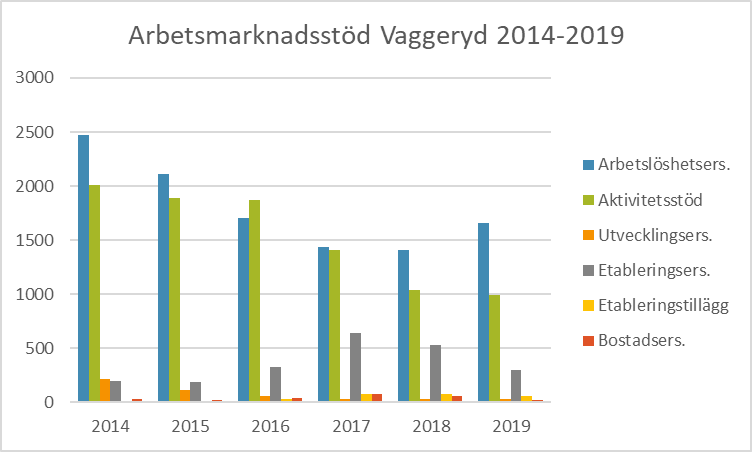 Arbetsmarknadsstöd Vaggeryd 2014-2019
3000
2500
2000
1500
1000
500
0
2014 2015 2016 2017 2018 2019
Arbetslöshetsers.
Aktivitetsstöd
Utvecklingsers.
Etableringsers.
Etableringstillägg
Bostadsers.